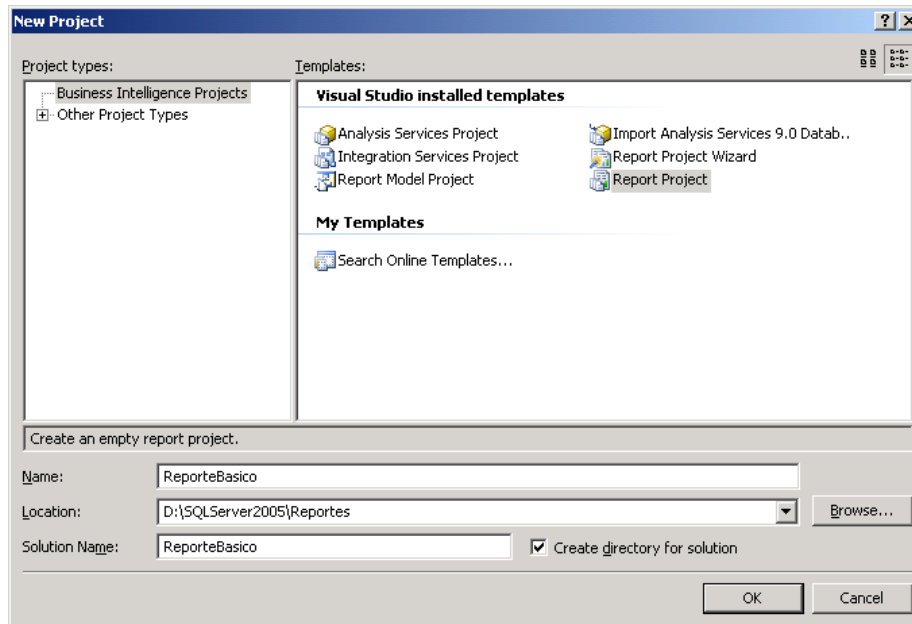 New Project
Project types:
Templates:
Business Intelligence Projects
Other Project Types
Visual Studio installed templates
Analysis Services Project
Import Analysis Services 9.0 Datab..
Integration Services Project
Report Project Wizard
Report Model Project
Report Project
My Templates
Search Online Templates...
Create an empty report project.
Name:
ReporteBasico
Location:
D:\SQLServer2005\Reportes
Browse...
Solution Name:
ReporteBasico
Create directory for solution
OK
Cancel